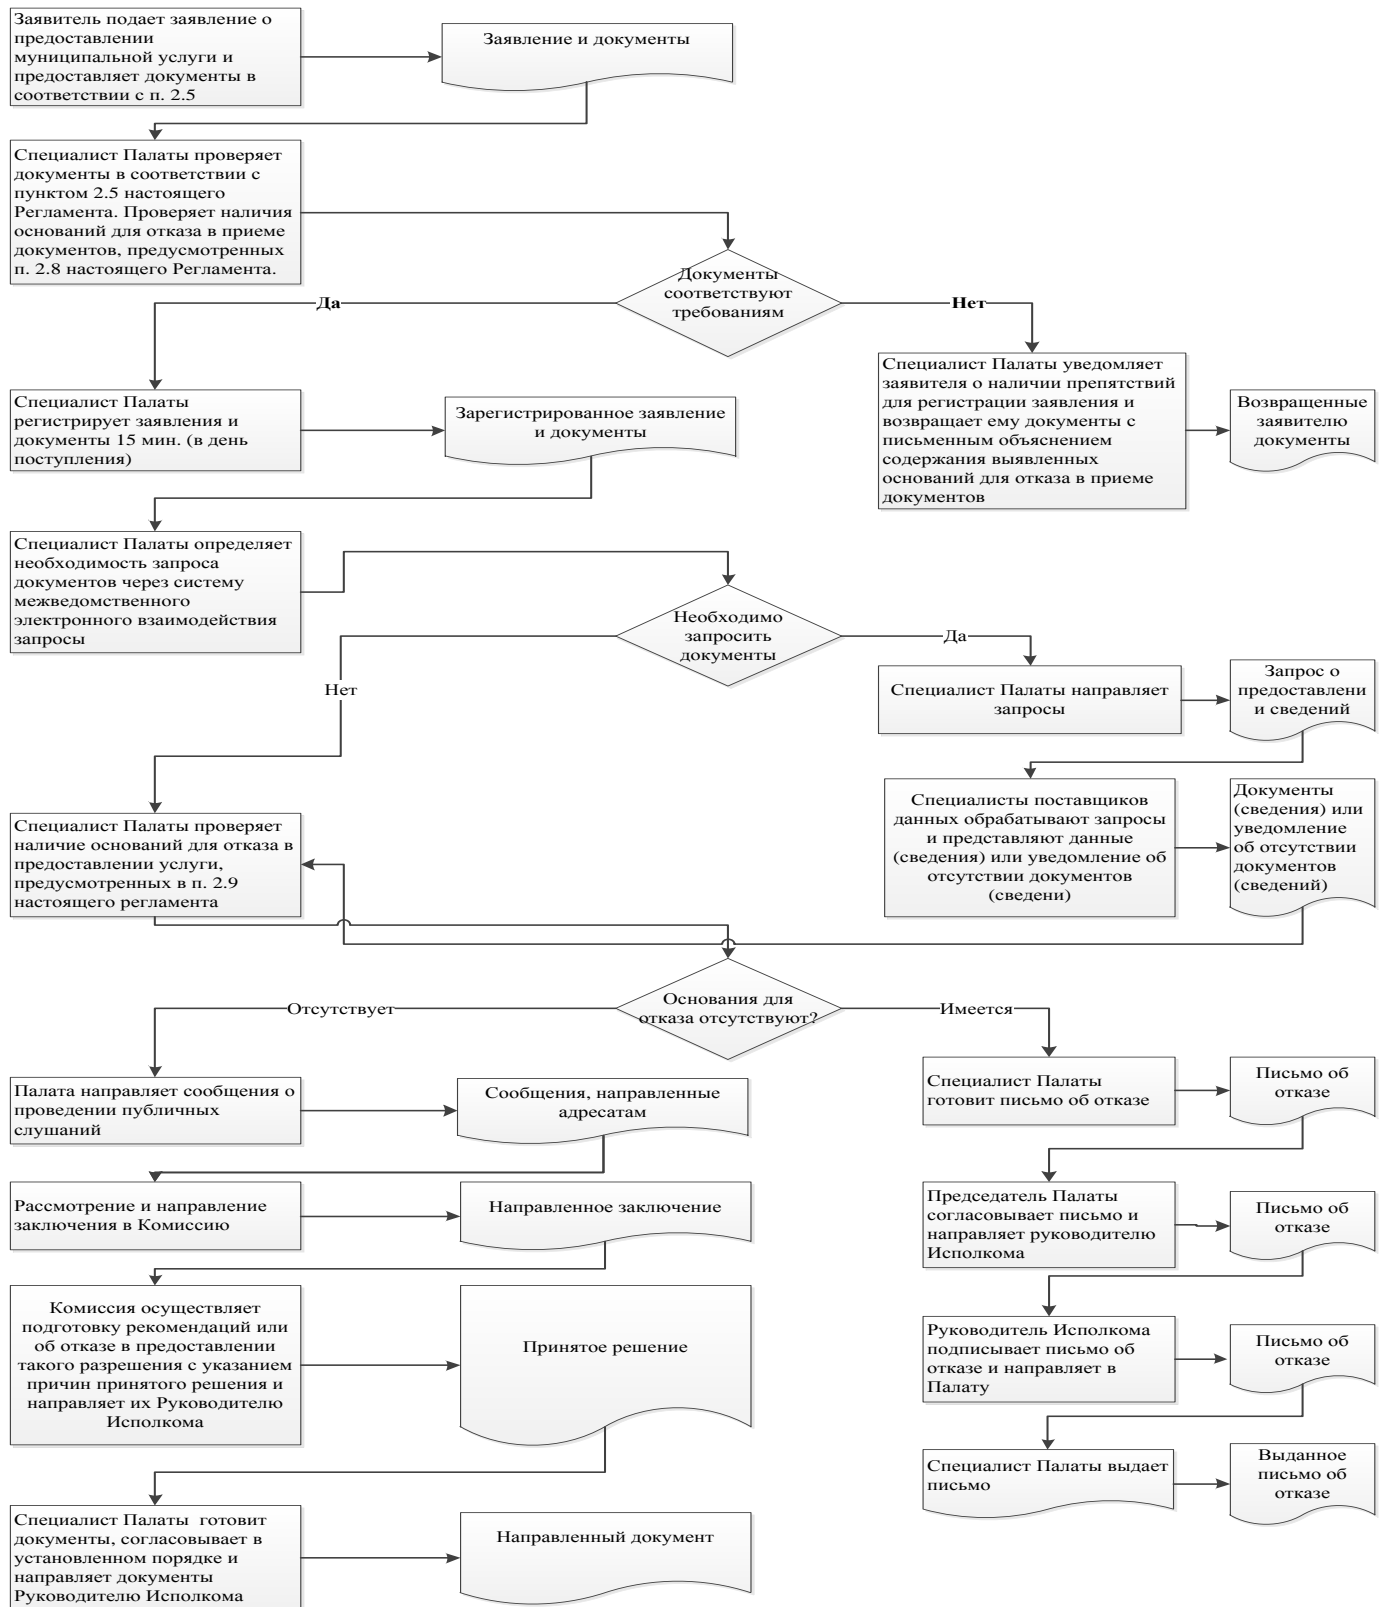 Заявитель подает заявление о
предоставлении
муниципальной услуги и
предоставляет документы в
соответствии с п. 2.5
Заявление и документы
Специалист Палаты проверяет
документы в соответствии с
пунктом 2.5 настоящего
Регламента. Проверяет наличия
оснований для отказа в приеме
документов, предусмотренных
п. 2.8 настоящего Регламента.
Документы
соответствуют
требованиям
Да
Нет
Специалист Палаты
регистрирует заявления и
документы 15 мин. (в день
поступления)
Зарегистрированное заявление
и документы
Специалист Палаты уведомляет
заявителя о наличии препятствий
для регистрации заявления и
возвращает ему документы с
письменным объяснением
содержания выявленных
оснований для отказа в приеме
документов
Возвращенные
заявителю
документы
Специалист Палаты определяет
необходимость запроса
документов через систему
межведомственного
электронного взаимодействия
запросы
Необходимо
запросить
документы
Да
Нет
Специалист Палаты направляет
запросы
Запрос о
предоставлени
и сведений
Специалисты поставщиков
данных обрабатывают запросы
и представляют данные
(сведения) или уведомление об
отсутствии документов
(сведени)
Документы
(сведения) или
уведомление
об отсутствии
документов
(сведений)
Специалист Палаты проверяет
наличие оснований для отказа в
предоставлении услуги,
предусмотренных в п. 2.9
настоящего регламента
Основания для
отказа отсутствуют?
Отсутствует
Имеется
Палата направляет сообщения о
проведении публичных
слушаний
Сообщения, направленные
адресатам
Специалист Палаты
готовит письмо об отказе
Письмо об
отказе
Рассмотрение и направление
заключения в Комиссию
Направленное заключение
Председатель Палаты
согласовывает письмо и
направляет руководителю
Исполкома
Письмо об
отказе
Комиссия осуществляет
подготовку рекомендаций или
об отказе в предоставлении
такого разрешения с указанием
причин принятого решения и
направляет их Руководителю
Исполкома
Принятое решение
Руководитель Исполкома
подписывает письмо об
отказе и направляет в
Палату
Письмо об
отказе
Специалист Палаты выдает
письмо
Выданное
письмо об
отказе
Специалист Палаты  готовит
документы, согласовывает в
установленном порядке и
направляет документы
Руководителю Исполкома
Направленный документ